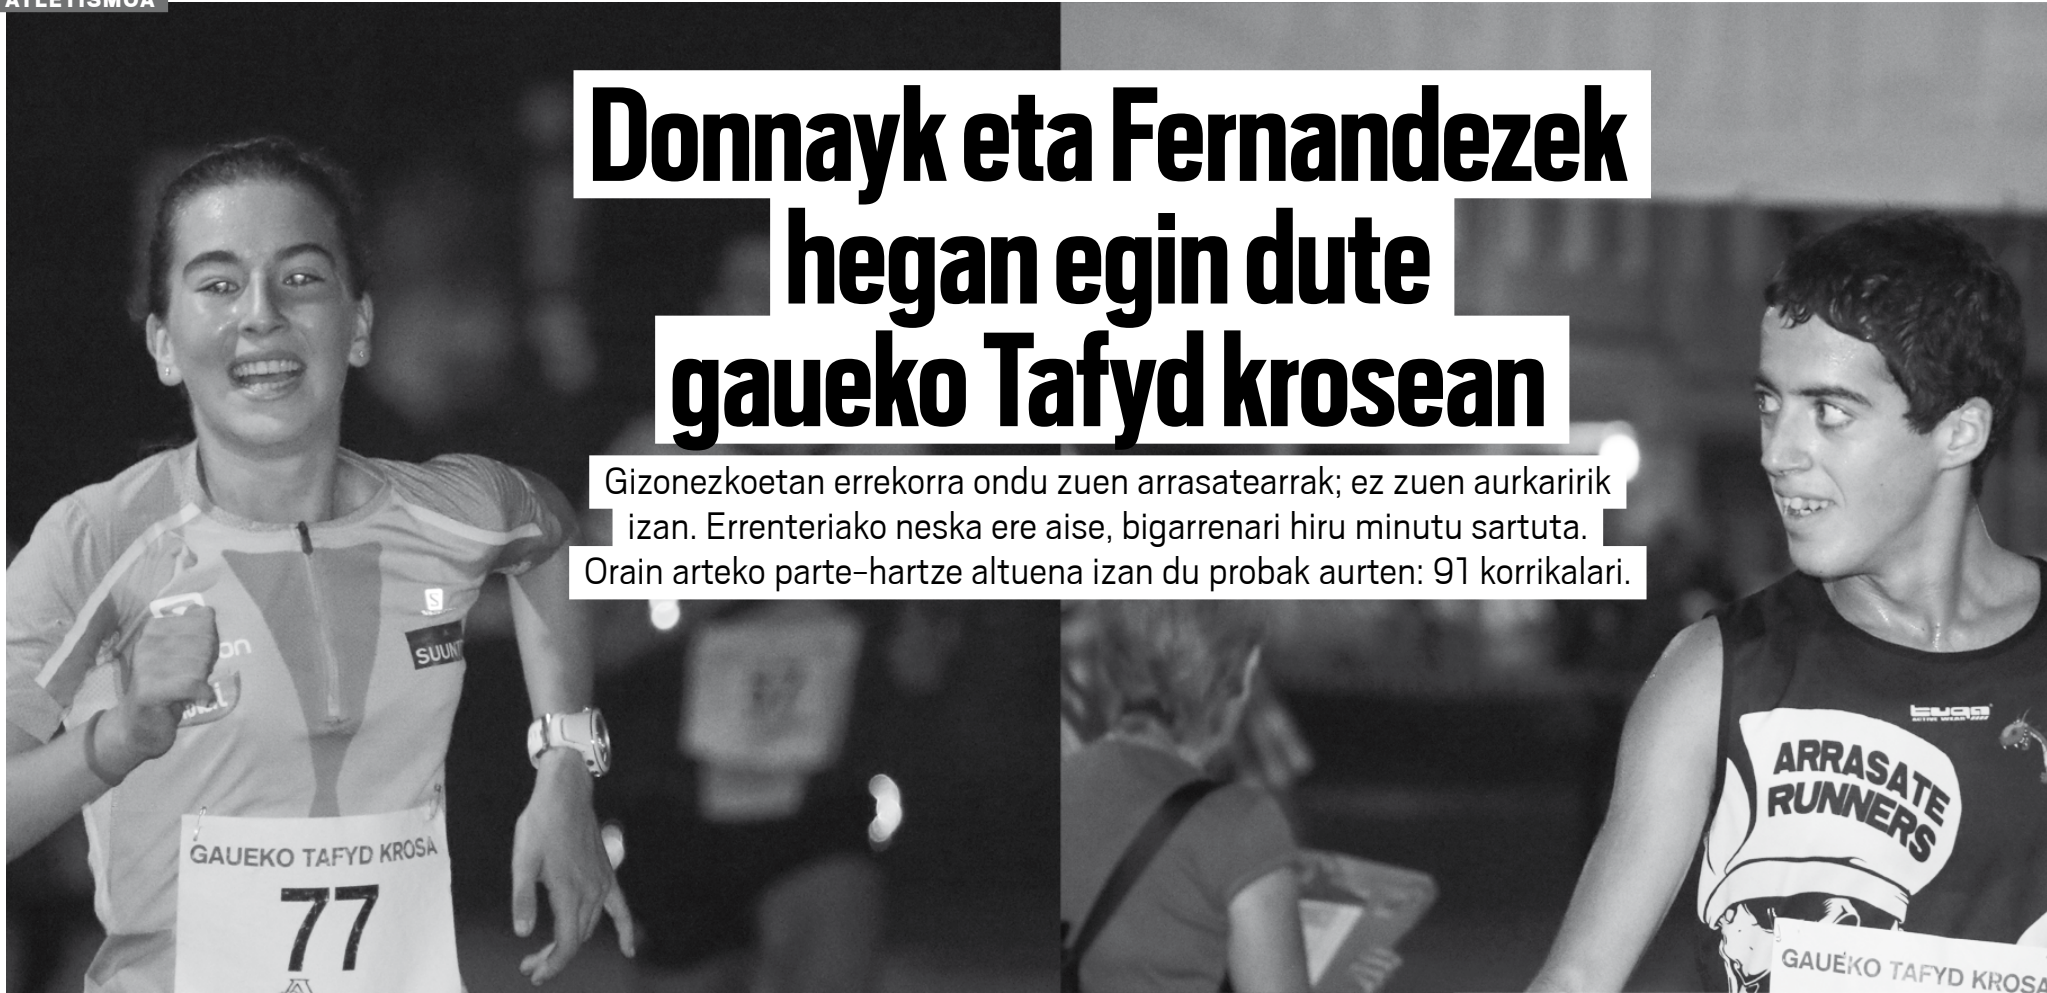 ATLETISMOA
Donnayk eta Fernandezek
hegan egin dute
gaueko Tafyd krosean
Gizonezkoetan errekorra ondu zuen arrasatearrak; ez zuen aurkaririk
izan. Errenteriako neska ere aise, bigarrenari hiru minutu sartuta.
Orain arteko parte-hartze altuena izan du probak aurten: 91 korrikalari.
SUUNT
GAUEKO TAFYD KROSA
77
tuga
ARRASATE
RUNNERS
GAUEKO TAFYD KROSA